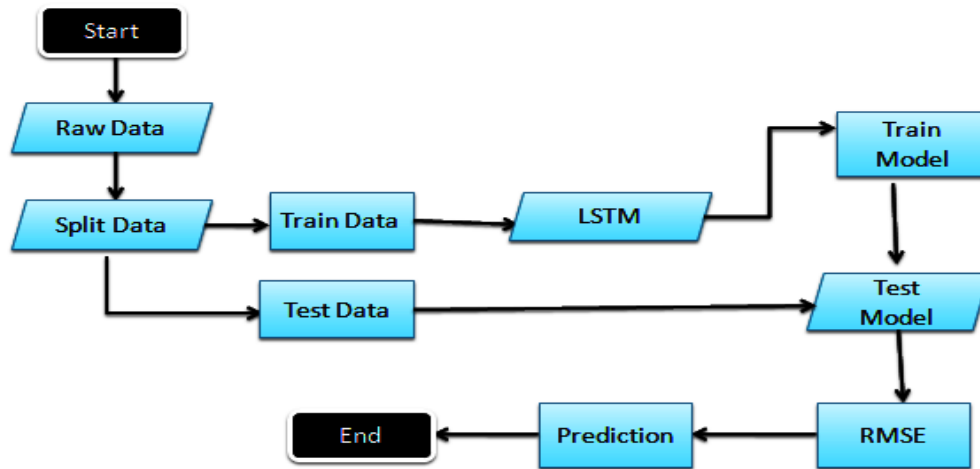 Start
Raw Data
Train
Model
Split Data
Train Data
LSTM
Test Data
Test
Model
End
Prediction
RMSE